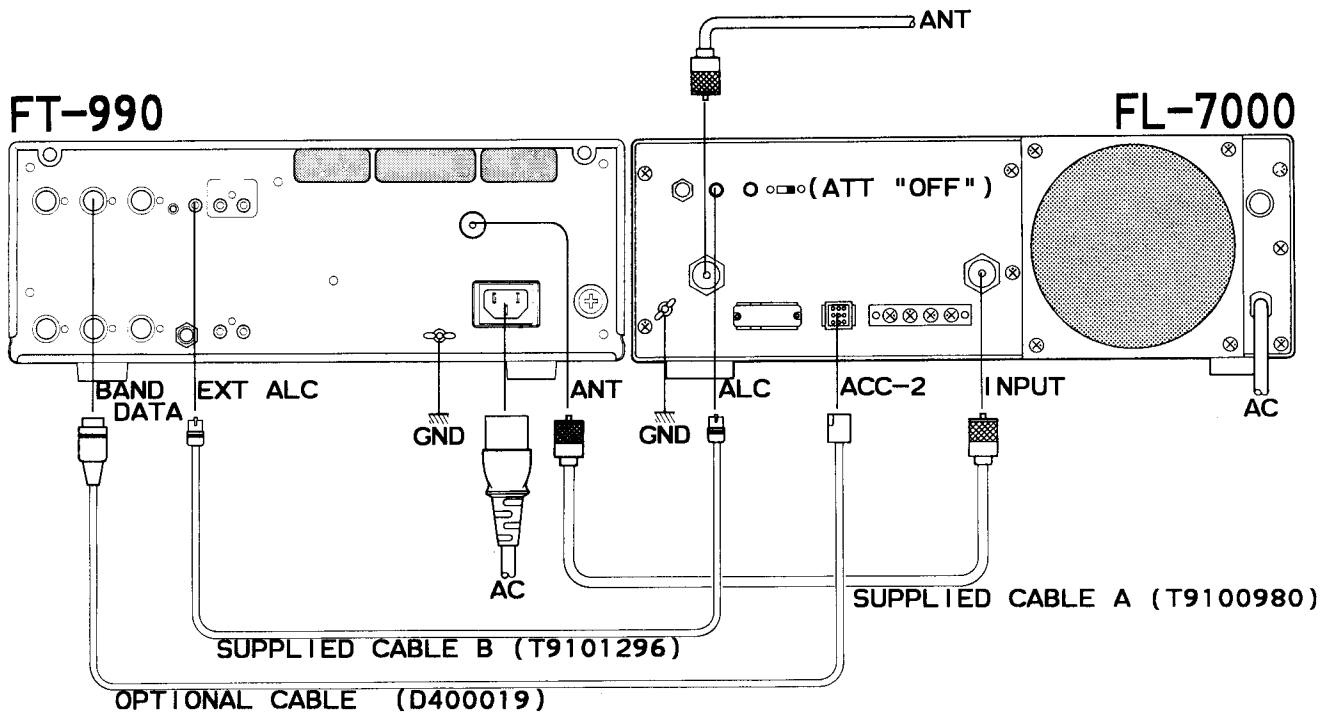 ANT
FT-990
FL-7000
(ATT "OFF")
BAND DATA
EXT ALC
GND
ANT
GND
ALC
ACC-2
INPUT
AC
AC
SUPPLIED CABLE A (T9100980)
SUPPLIED CABLE B (T9101296)
OPTIONAL CABLE (D400019)